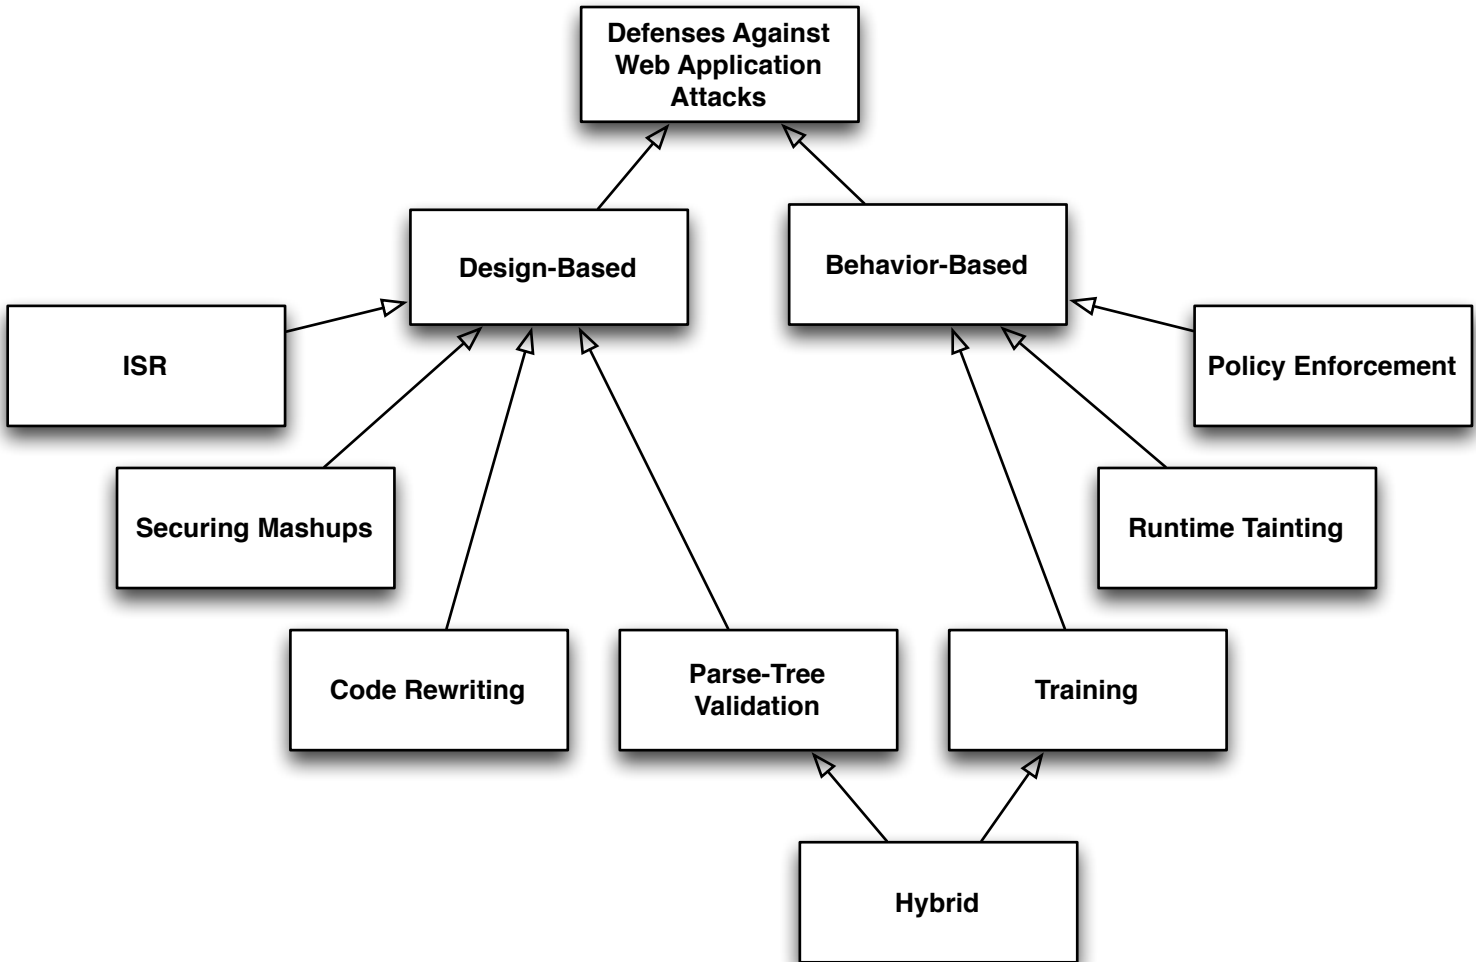 Defenses Against
Web Application
Attacks
Design-Based
Behavior-Based
ISR
Policy Enforcement
Securing Mashups
Runtime Tainting
Code Rewriting
Parse-Tree
Validation
Training
Hybrid